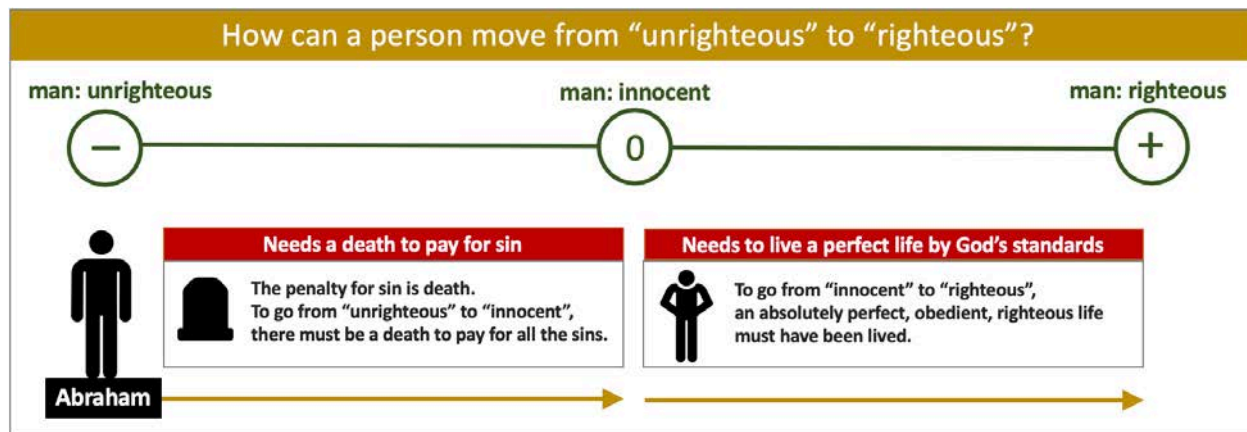 How can a person move from “unrighteous” to “righteous”?
man: unrighteous
man: innocent
man: righteous
–
0
+
Needs a death to pay for sin
The penalty for sin is death.
To go from “unrighteous” to “innocent”,
there must be a death to pay for all the sins.
Needs to live a perfect life by God’s standards
To go from “innocent” to “righteous”,
an absolutely perfect, obedient, righteous life
must have been lived.
Abraham